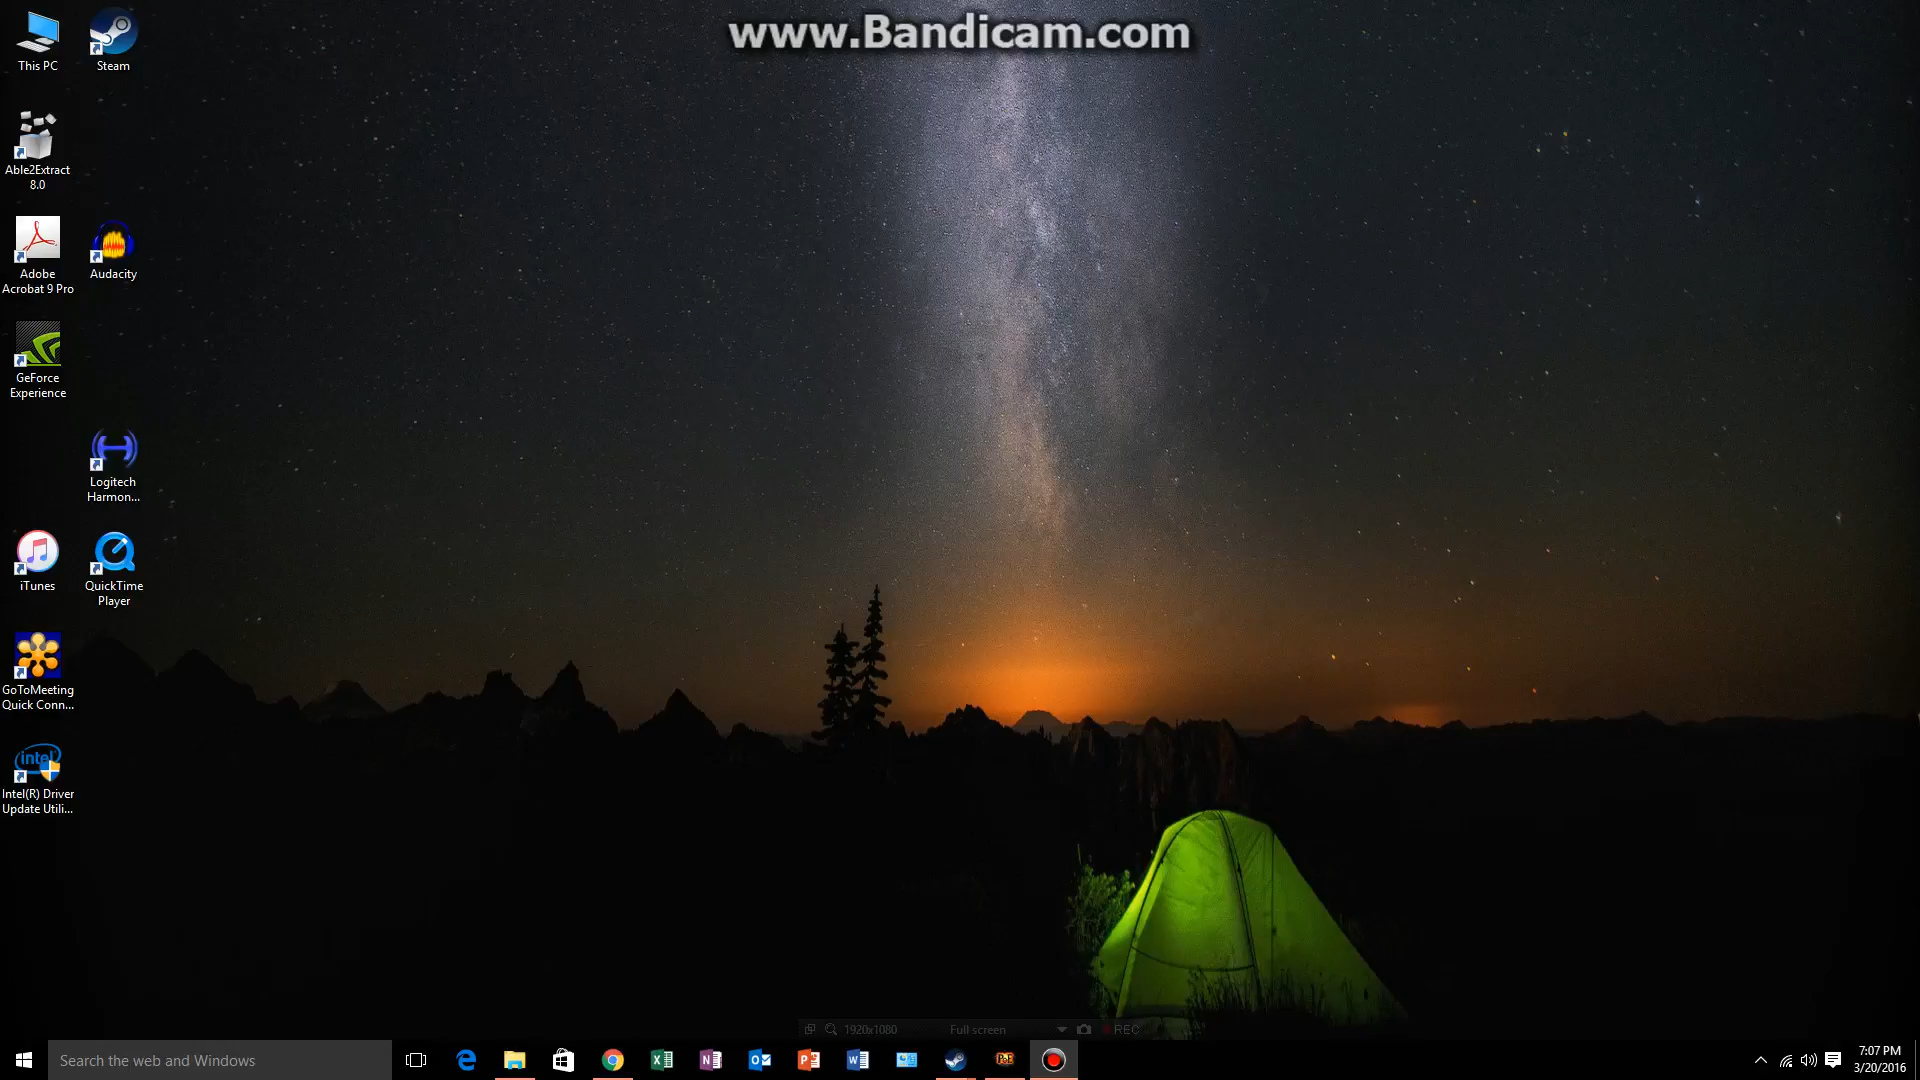 www.Bandicam.com
This PC
Steam
Able2Extract
8.0
Adobe
Acrobat 9 Pro
Audacity
GeForce
Experience
Logitech
Harmon...
iTunes
QuickTime
Player
GoToMeeting
Quick Conn...
intel
Intel(R) Driver
Update Utili...
1920x1080
Full screen
REC
Search the web and Windows
7:07 PM
3/20/2016